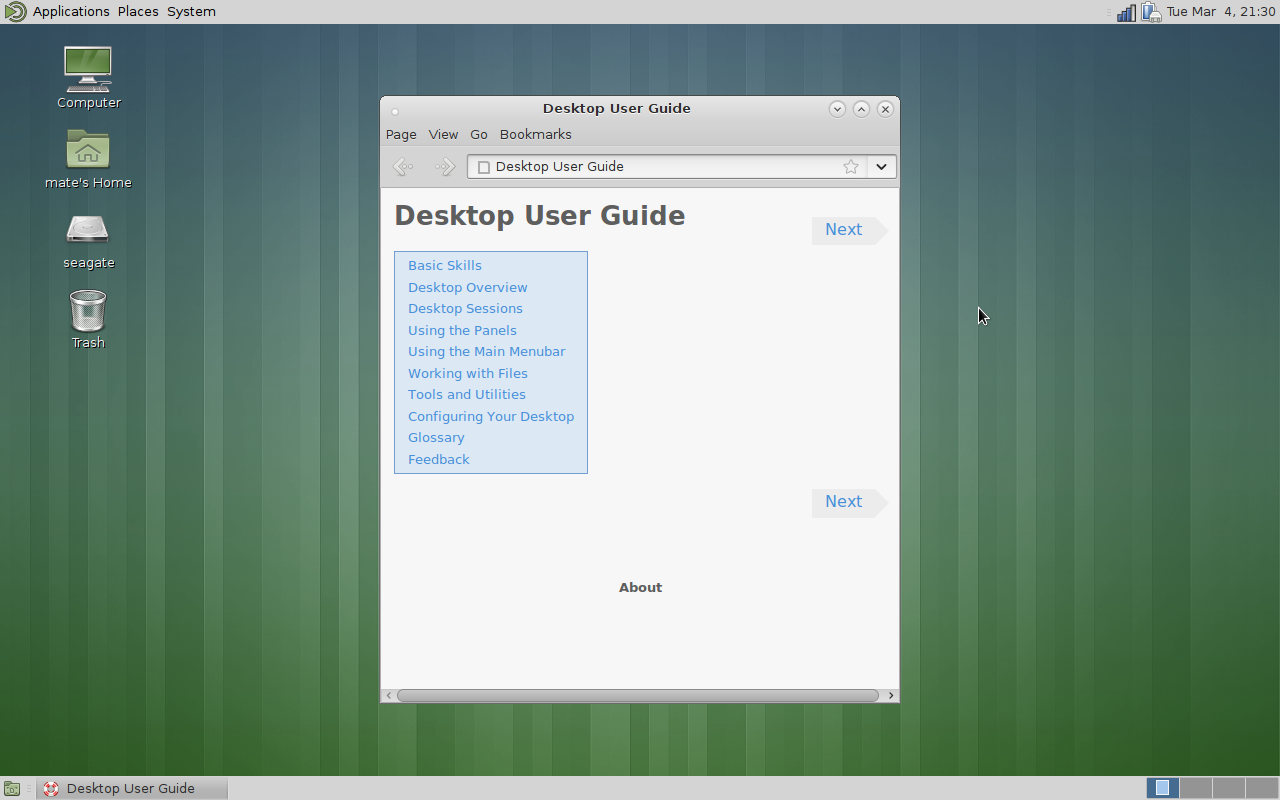 Applications Places System
Tue Mar 4, 21:30
Computer
mate's Home
seagate
Trash
Desktop User Guide
Page View Go Bookmarks
Desktop User Guide
Desktop User Guide
Next
Basic Skills
Desktop Overview
Desktop Sessions
Using the Panels
Using the Main Menubar
Working with Files
Tools and Utilities
Configuring Your Desktop
Glossary
Feedback
Next
About
Desktop User Guide